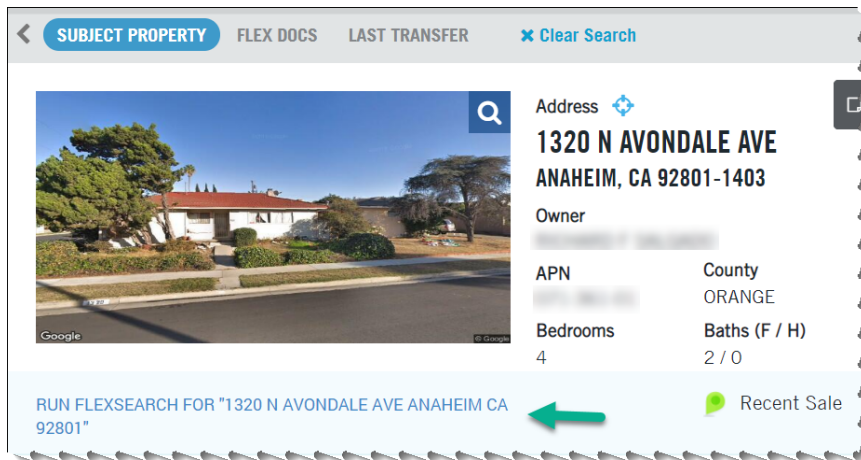 SUBJECT PROPERTY FLEX DOCS LAST TRANSFER × Clear Search
Address
1320 N AVONDALE AVE
ANAHEIM, CA 92801-1403
Owner
APN County
ORANGE
Bedrooms Baths (F / H)
4 2 / 0
Google © Google
RUN FLEXSEARCH FOR "1320 N AVONDALE AVE ANAHEIM CA
92801"
Recent Sale